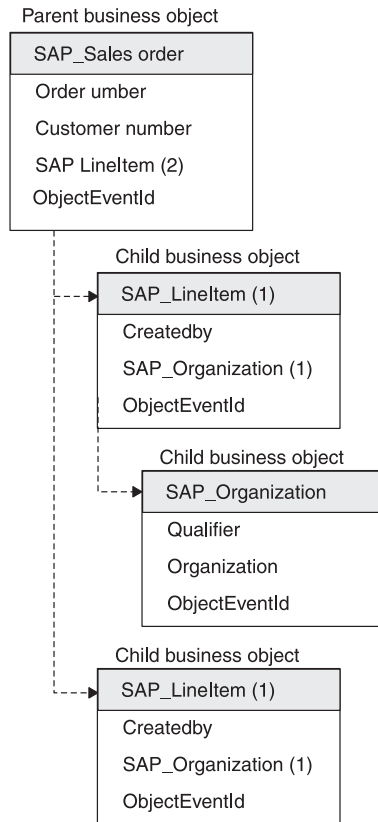 Parent business object
SAP_Sales order
Order umber
Customer number
SAP LineItem (2)
ObjectEventId
Child business object
SAP_LineItem (1)
Createdby
SAP_Organization (1)
ObjectEventId
Child business object
SAP_Organization
Qualifier
Organization
ObjectEventId
Child business object
SAP_LineItem (1)
Createdby
SAP_Organization (1)
ObjectEventId